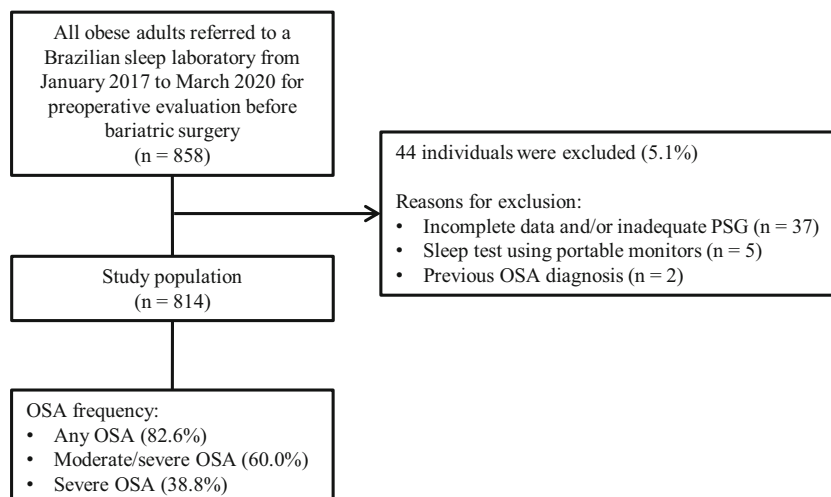 All obese adults referred to a
Brazilian sleep laboratory from
January 2017 to March 2020 for
preoperative evaluation before
bariatric surgery
(n = 858)
44 individuals were excluded (5.1%)
Reasons for exclusion:
• Incomplete data and/or inadequate PSG (n = 37)
• Sleep test using portable monitors (n = 5)
• Previous OSA diagnosis (n = 2)
Study population
(n = 814)
OSA frequency:
• Any OSA (82.6%)
• Moderate/severe OSA (60.0%)
• Severe OSA (38.8%)